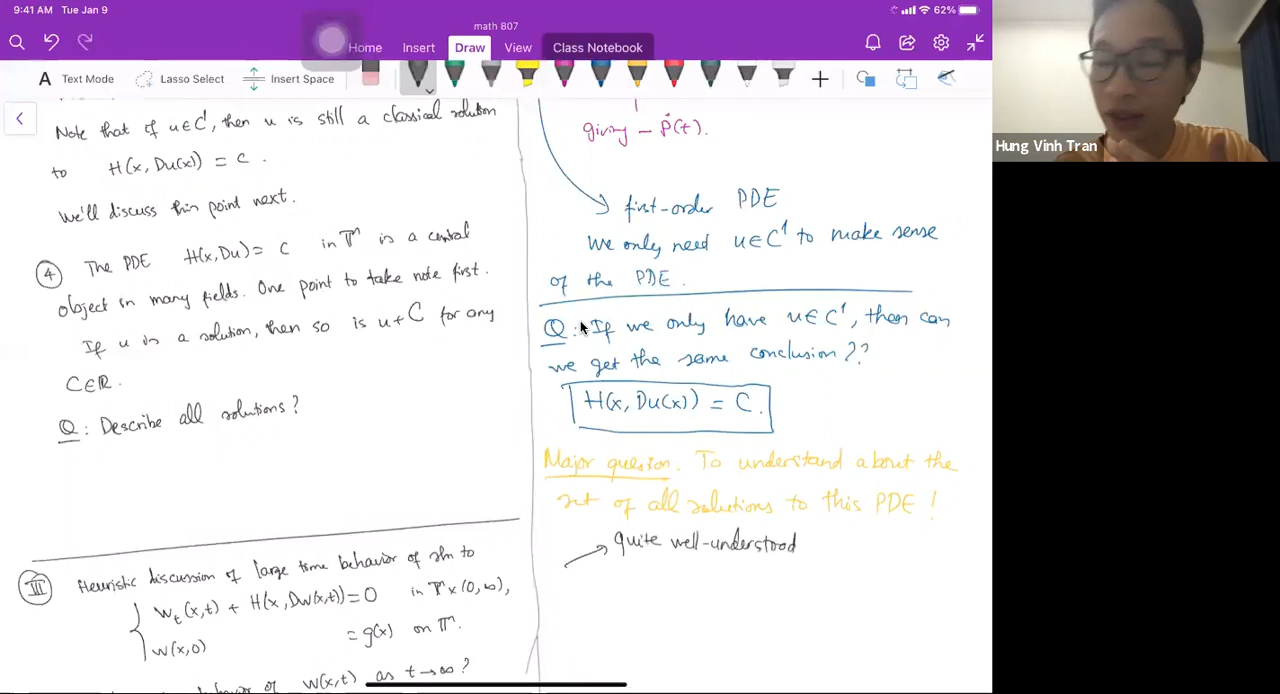 9:41 AM Tue Jan 9
62%
math 807
Home Insert Draw View Class Notebook
Text Mode Lasso Select Insert Space
Note that if u∈C¹, then u is still a classical solution
to H(x, Du(x)) = c.
We'll discuss this point next.
④ The PDE H(x,Du) = c in 𝕋ⁿ is a central
object in many fields. One point to take note first.
If u is a solution, then so is u+C for any
C∈ℝ.
Q: Describe all solutions?
III Heuristic discussion of large time behavior of soln to
w_t(x,t) + H(x,Dw(x,t)) = 0 in 𝕋ⁿ×(0,∞),
w(x,0) = g(x) on 𝕋ⁿ.
behavior of w(x,t) as t→∞?
giving − Ṗ(t).
first-order PDE
We only need u∈C¹ to make sense
of the PDE.
Q: If we only have u∈C¹, then can
we get the same conclusion??
H(x, Du(x)) = C.
Major question. To understand about the
set of all solutions to this PDE!
quite well-understood
Hung Vinh Tran